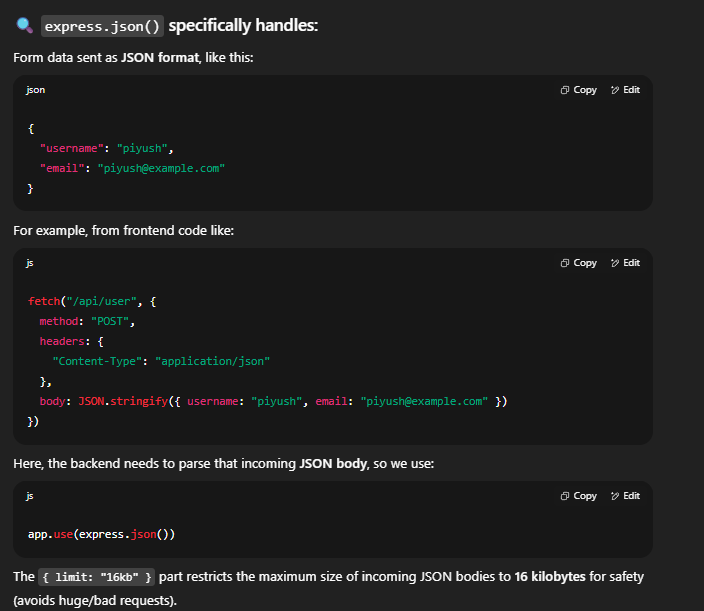 🔍 express.json() specifically handles:
Form data sent as JSON format, like this:
json
Copy Edit
{
  "username": "piyush",
  "email": "piyush@example.com"
}
For example, from frontend code like:
js
Copy Edit
fetch("/api/user", {
  method: "POST",
  headers: {
    "Content-Type": "application/json"
  },
  body: JSON.stringify({ username: "piyush", email: "piyush@example.com" })
})
Here, the backend needs to parse that incoming JSON body, so we use:
js
Copy Edit
app.use(express.json())
The { limit: "16kb" } part restricts the maximum size of incoming JSON bodies to 16 kilobytes for safety
(avoids huge/bad requests).